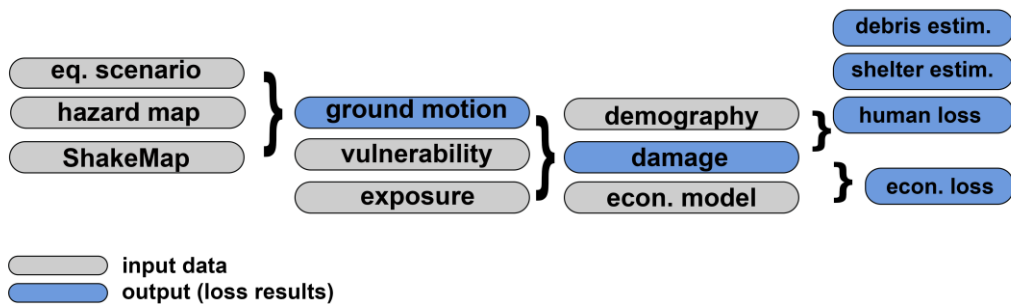 eq. scenario
hazard map
ShakeMap
}
ground motion
vulnerability
exposure
}
demography
damage
econ. model
}
}
debris estim.
shelter estim.
human loss
econ. loss
input data
output (loss results)